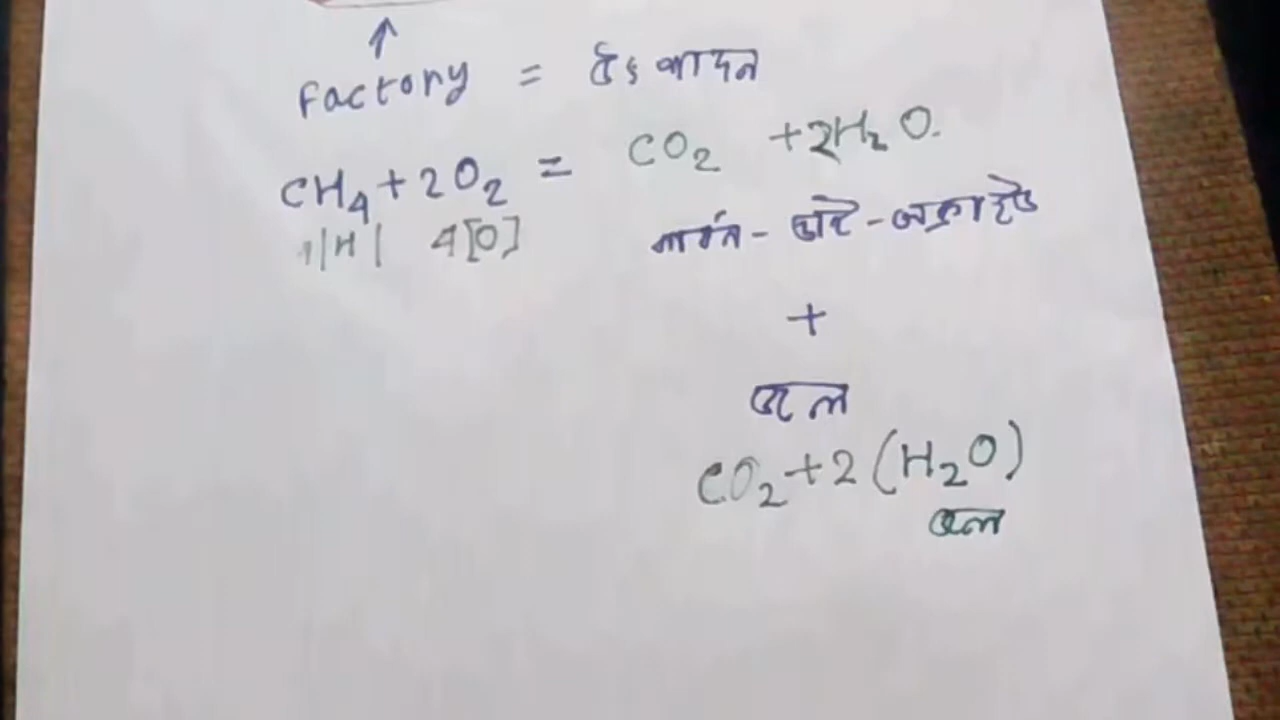 Factory = উৎপাদন
CH₄ + 2O₂ = CO₂ + 2H₂O.
4[O] কার্বন - ডাই - অক্সাইড
+
জল
CO₂ + 2 (H₂O)
জল